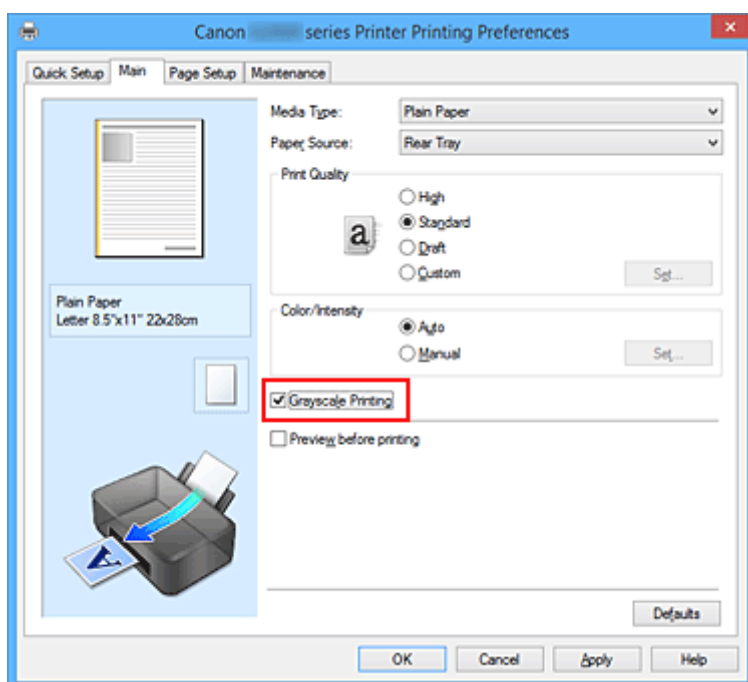 Canon series Printer Printing Preferences
Quick Setup Main Page Setup Maintenance
Media Type: Plain Paper
Paper Source: Rear Tray
Print Quality
High
a
Standard
Draft
Custom Set...
Plain Paper
Letter 8.5"x11" 22x28cm
Color/Intensity
Auto
Manual Set...
Grayscale Printing
Preview before printing
A
Defaults
OK Cancel Apply Help